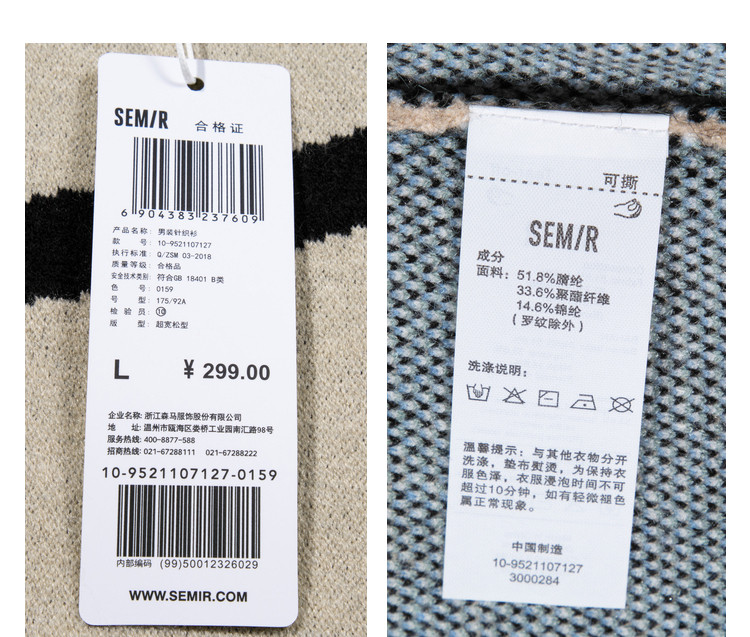 SEM/R 合格证
6 904383 237609
产品名称: 男装针织衫
款 号: 10-9521107127
执行标准: Q/ZSM 03-2018
质量等级: 合格品
安全技术类别: 符合GB 18401 B类
色 号: 0159
号 型: 175/92A
检 验 员: ⑩
版 型: 超宽松型
L ¥ 299.00
企业名称: 浙江森马服饰股份有限公司
地 址: 温州市瓯海区娄桥工业园南汇路98号
服务热线: 400-8877-588
招商热线: 021-67288111 021-67288222
10-9521107127-0159
内部编码 (99)50012326029
WWW.SEMIR.COM
可撕
SEM/R
成分
面料: 51.8%腈纶
33.6%聚酯纤维
14.6%锦纶
(罗纹除外)
洗涤说明:
温馨提示: 与其他衣物分开
洗涤, 垫布熨烫, 为保持衣
服色泽, 衣服浸泡时间不可
超过10分钟, 如有轻微褪色
属正常现象。
中国制造
10-9521107127
3000284